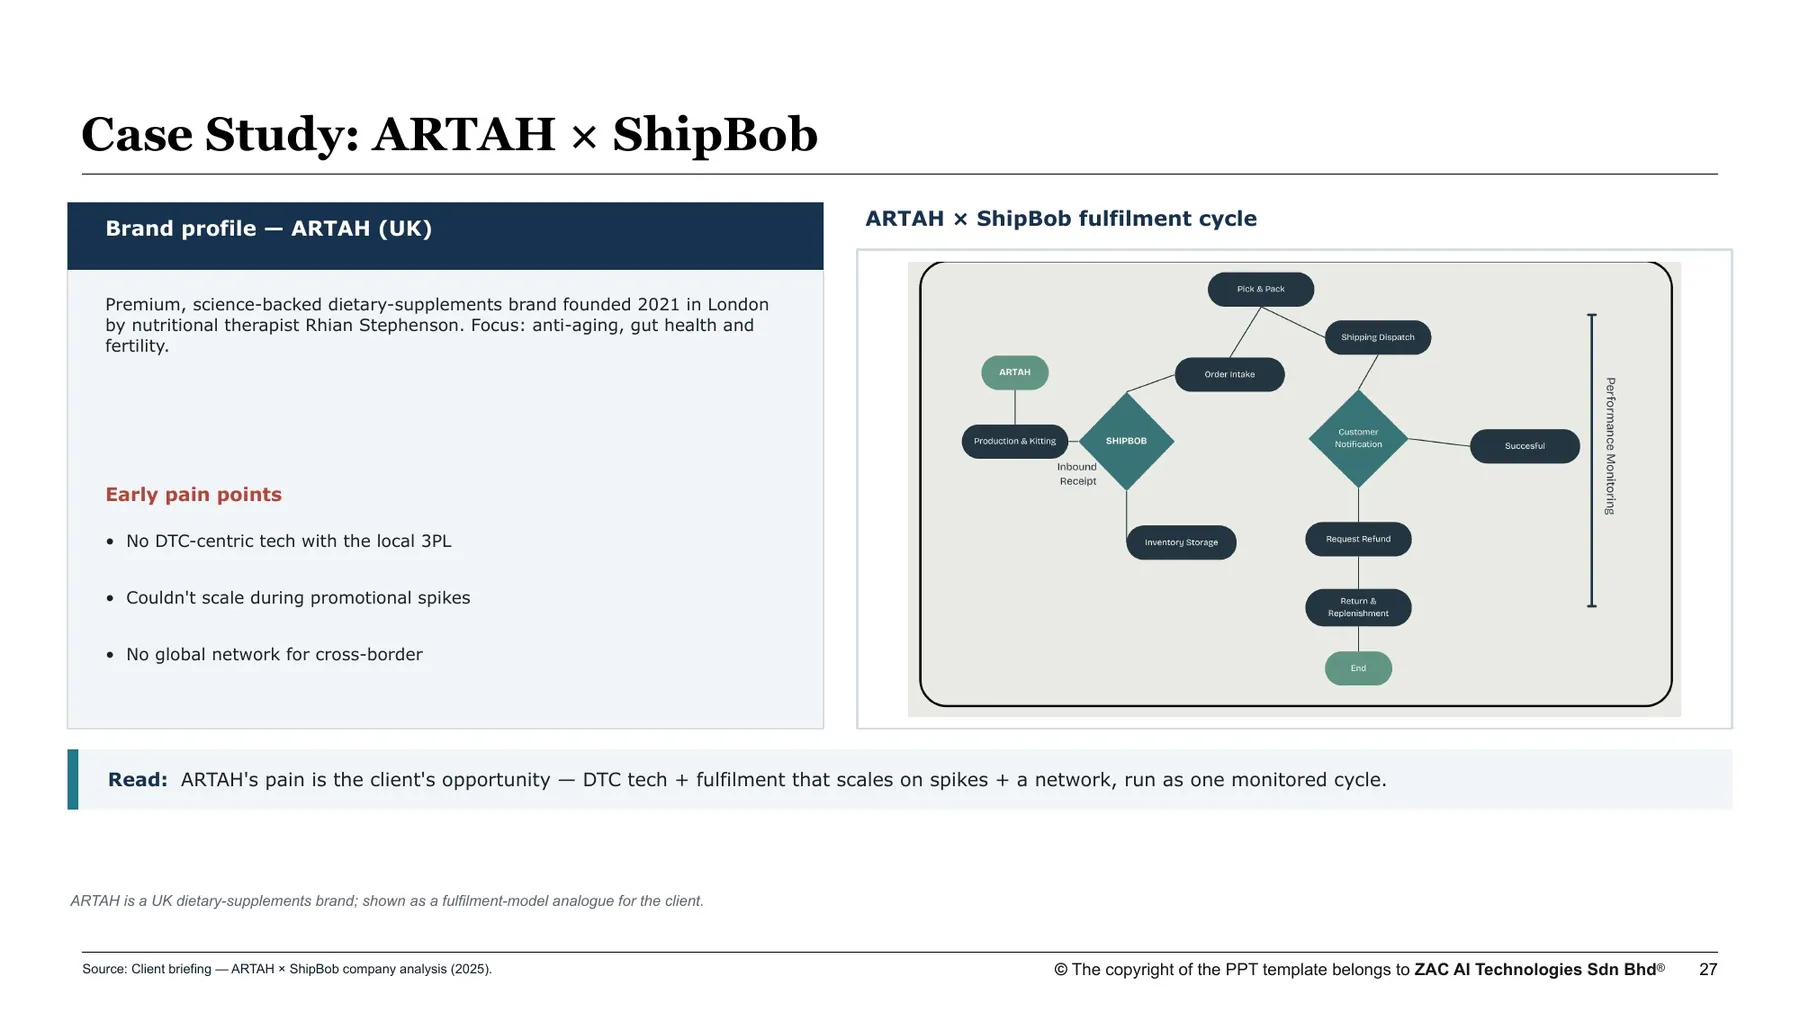 Case Study: ARTAH × ShipBob
Brand profile — ARTAH (UK)
Premium, science-backed dietary-supplements brand founded 2021 in London
by nutritional therapist Rhian Stephenson. Focus: anti-aging, gut health and
fertility.
Early pain points
• No DTC-centric tech with the local 3PL
• Couldn't scale during promotional spikes
• No global network for cross-border
ARTAH × ShipBob fulfilment cycle
Pick & Pack
Shipping Dispatch
ARTAH
Order Intake
Production & Kitting
SHIPBOB
Inbound
Receipt
Customer
Notification
Succesful
Performance Monitoring
Inventory Storage
Request Refund
Return &
Replenishment
End
Read: ARTAH's pain is the client's opportunity — DTC tech + fulfilment that scales on spikes + a network, run as one monitored cycle.
ARTAH is a UK dietary-supplements brand; shown as a fulfilment-model analogue for the client.
Source: Client briefing — ARTAH × ShipBob company analysis (2025).
© The copyright of the PPT template belongs to ZAC AI Technologies Sdn Bhd® 27